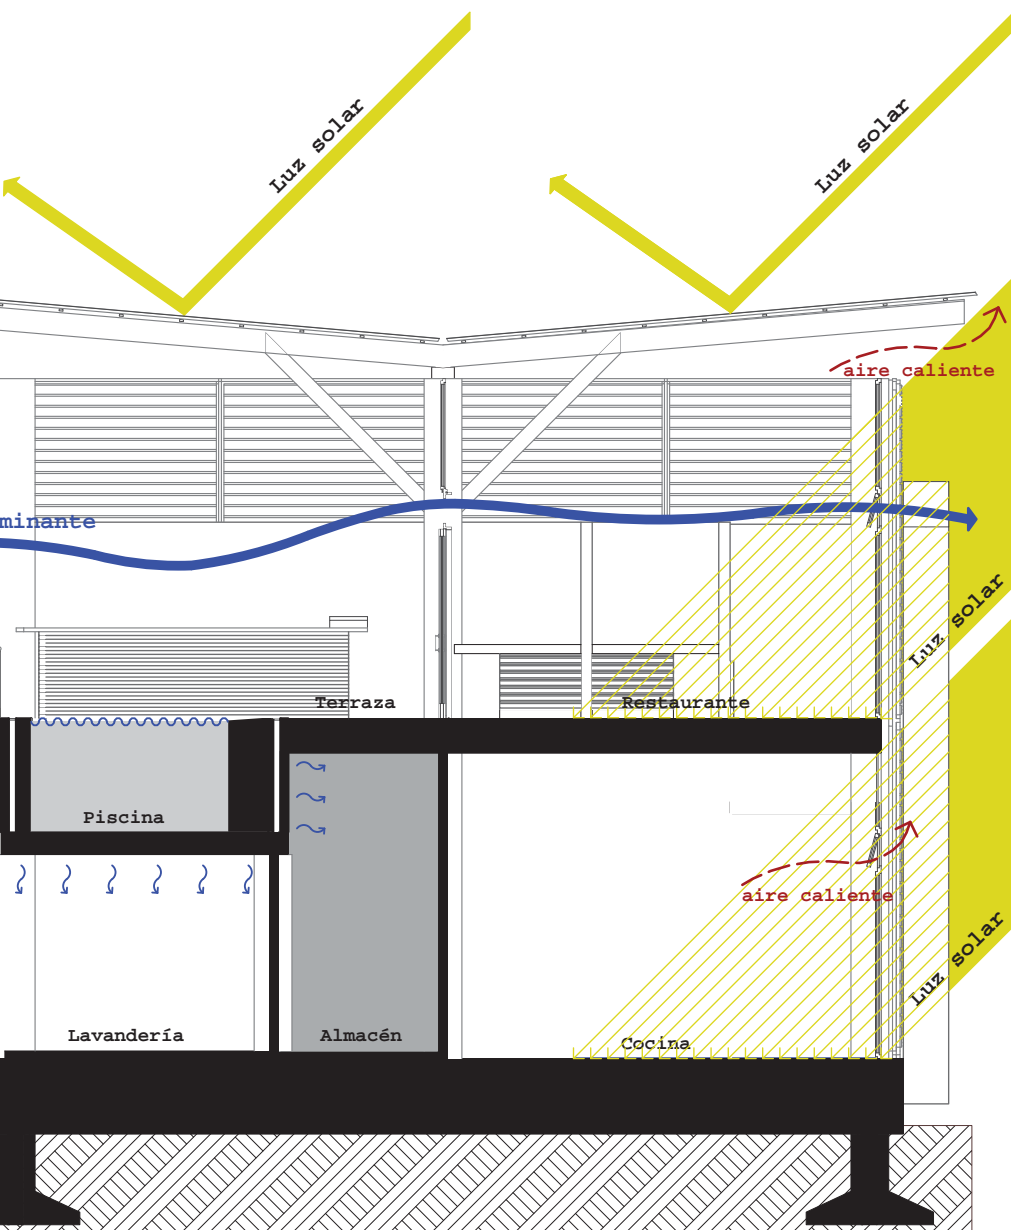 Luz solar
Luz solar
aire caliente
minante
Luz solar
Terraza
Restaurante
Piscina
aire caliente
Luz solar
Lavandería
Almacén
Cocina